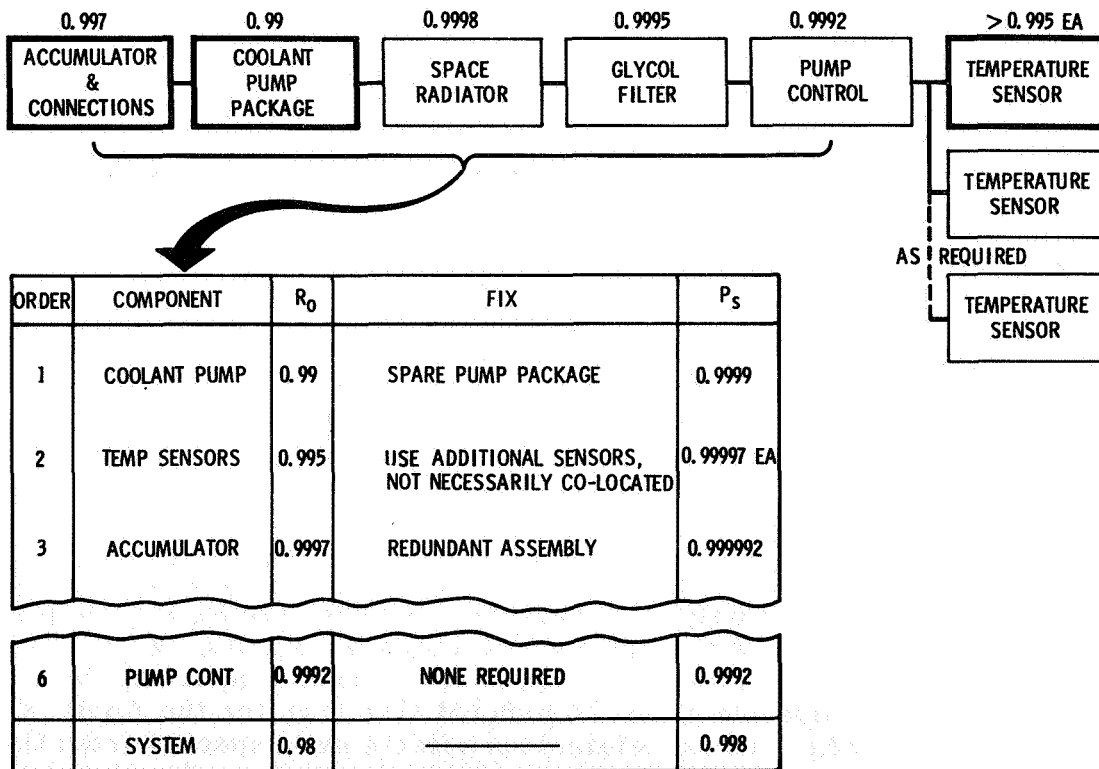 0.997 0.99 0.9998 0.9995 0.9992 > 0.995 EA
ACCUMULATOR
&
CONNECTIONS
COOLANT
PUMP
PACKAGE
SPACE
RADIATOR
GLYCOL
FILTER
PUMP
CONTROL
TEMPERATURE
SENSOR
TEMPERATURE
SENSOR
AS REQUIRED
TEMPERATURE
SENSOR
ORDER COMPONENT R0 FIX PS
1 COOLANT PUMP 0.99 SPARE PUMP PACKAGE 0.9999
2 TEMP SENSORS 0.995 USE ADDITIONAL SENSORS, 0.99997 EA
NOT NECESSARILY CO-LOCATED
3 ACCUMULATOR 0.9997 REDUNDANT ASSEMBLY 0.999992
6 PUMP CONT 0.9992 NONE REQUIRED 0.9992
SYSTEM 0.98 —— 0.998